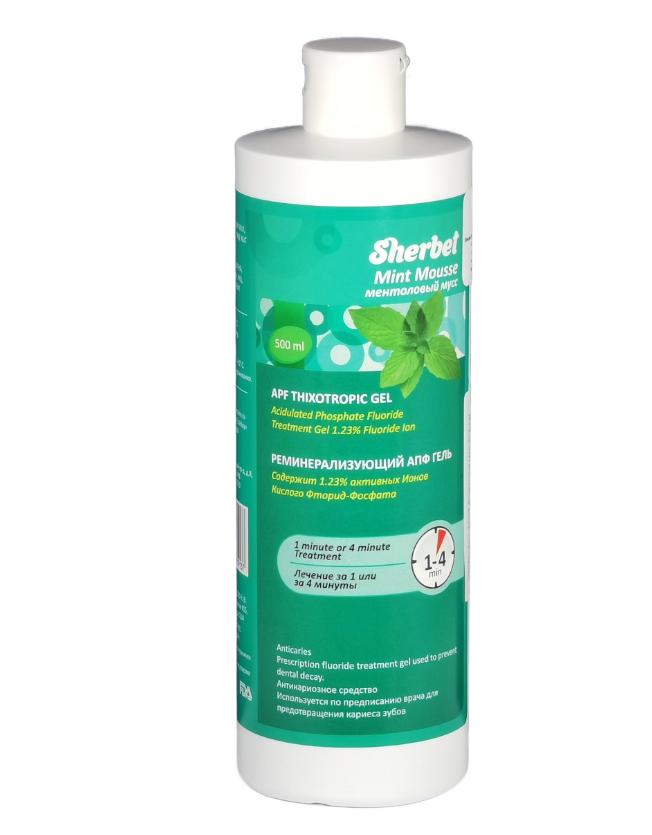 Sherbet
Mint Mousse
ментоловый мусс
500 ml
APF THIXOTROPIC GEL
Acidulated Phosphate Fluoride
Treatment Gel 1.23% Fluoride Ion
РЕМИНЕРАЛИЗУЮЩИЙ АПФ ГЕЛЬ
Содержит 1.23% активных Ионов
Кислого Фторид-Фосфата
1 minute or 4 minute
Treatment
Лечение за 1 или
за 4 минуты
1-4
min
Anticaries
Prescription fluoride treatment gel used to prevent
dental decay.
Антикариозное средство
Используется по предписанию врача для
предотвращения кариеса зубов
FDA